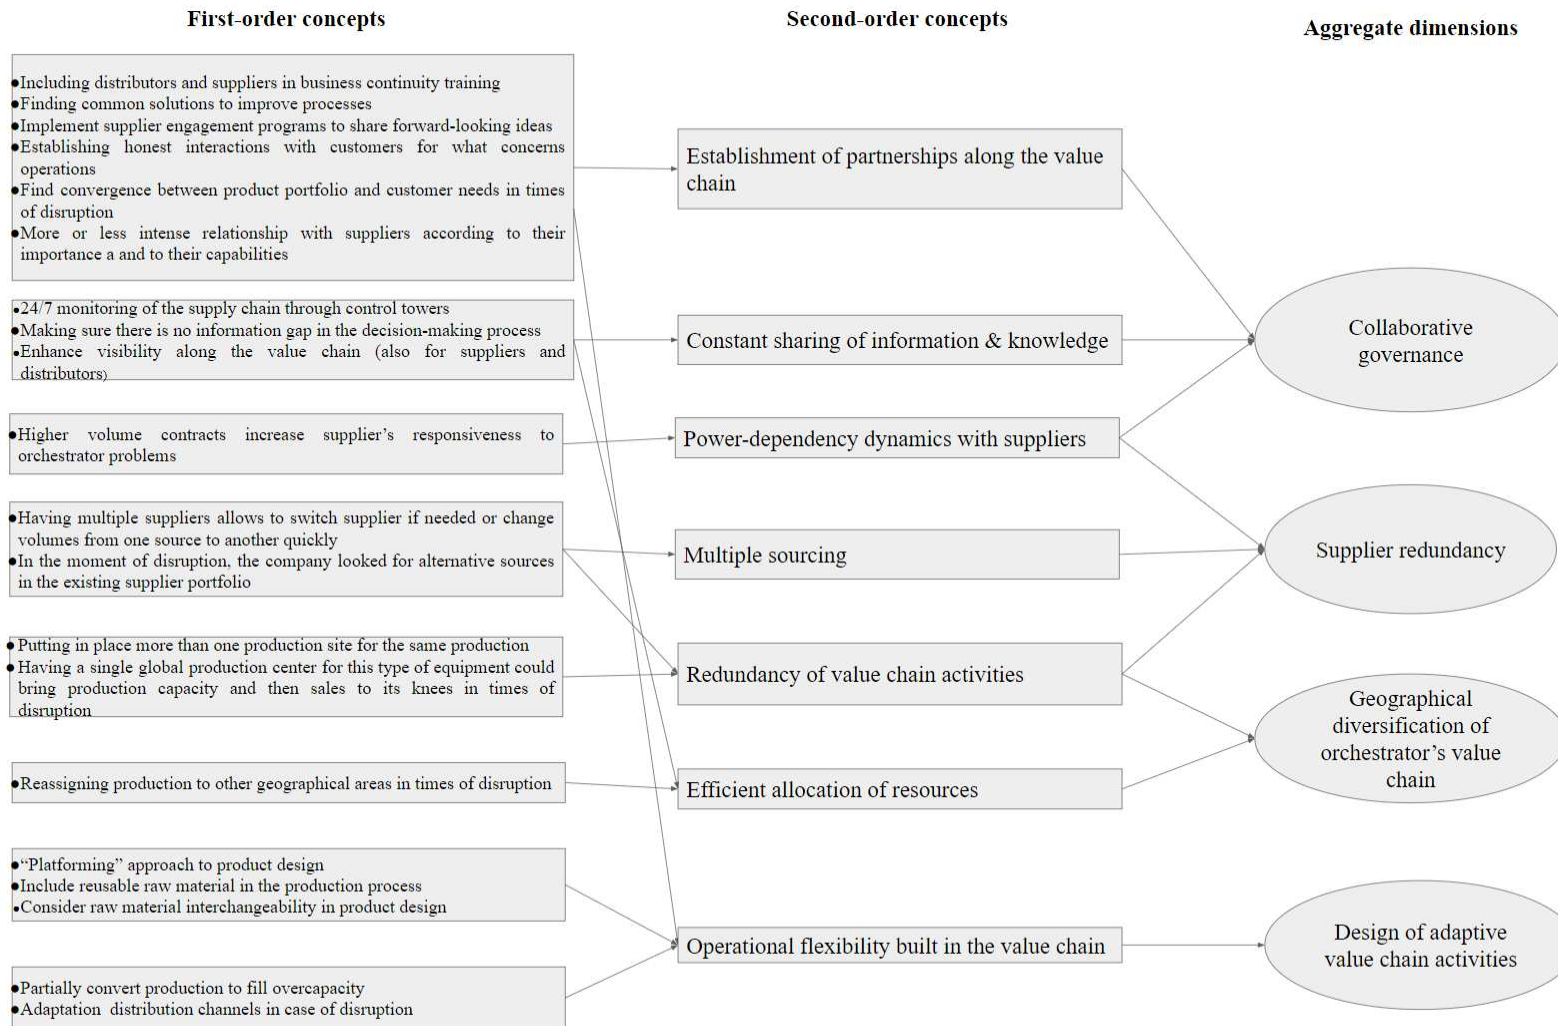 First-order concepts
Second-order concepts
Aggregate dimensions
●Including distributors and suppliers in business continuity training
●Finding common solutions to improve processes
●Implement supplier engagement programs to share forward-looking ideas
●Establishing honest interactions with customers for what concerns
operations
●Find convergence between product portfolio and customer needs in times
of disruption
●More or less intense relationship with suppliers according to their
importance a and to their capabilities
●24/7 monitoring of the supply chain through control towers
●Making sure there is no information gap in the decision-making process
●Enhance visibility along the value chain (also for suppliers and
distributors)
●Higher volume contracts increase supplier’s responsiveness to
orchestrator problems
●Having multiple suppliers allows to switch supplier if needed or change
volumes from one source to another quickly
●In the moment of disruption, the company looked for alternative sources
in the existing supplier portfolio
●Putting in place more than one production site for the same production
●Having a single global production center for this type of equipment could
bring production capacity and then sales to its knees in times of
disruption
●Reassigning production to other geographical areas in times of disruption
●“Platforming” approach to product design
●Include reusable raw material in the production process
●Consider raw material interchangeability in product design
●Partially convert production to fill overcapacity
●Adaptation distribution channels in case of disruption
Establishment of partnerships along the value
chain
Constant sharing of information & knowledge
Power-dependency dynamics with suppliers
Multiple sourcing
Redundancy of value chain activities
Efficient allocation of resources
Operational flexibility built in the value chain
Collaborative
governance
Supplier redundancy
Geographical
diversification of
orchestrator’s value
chain
Design of adaptive
value chain activities